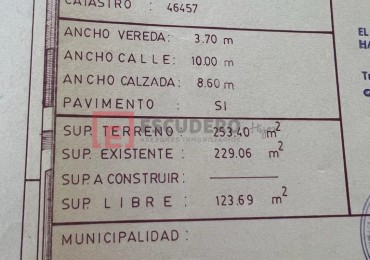 CATASTRO : 46457
ANCHO VEREDA : 3.70 m
ANCHO CALLE : 10.00 m
ANCHO CALZADA : 8.60 m
PAVIMENTO : SI
ESCUDERO
SUP. TERRENO : 253.40 m²
SUP. EXISTENTE : 229.06 m²
SUP. A CONSTRUIR :
SUP. LIBRE : 123.69 m²
MUNICIPALIDAD :
EL